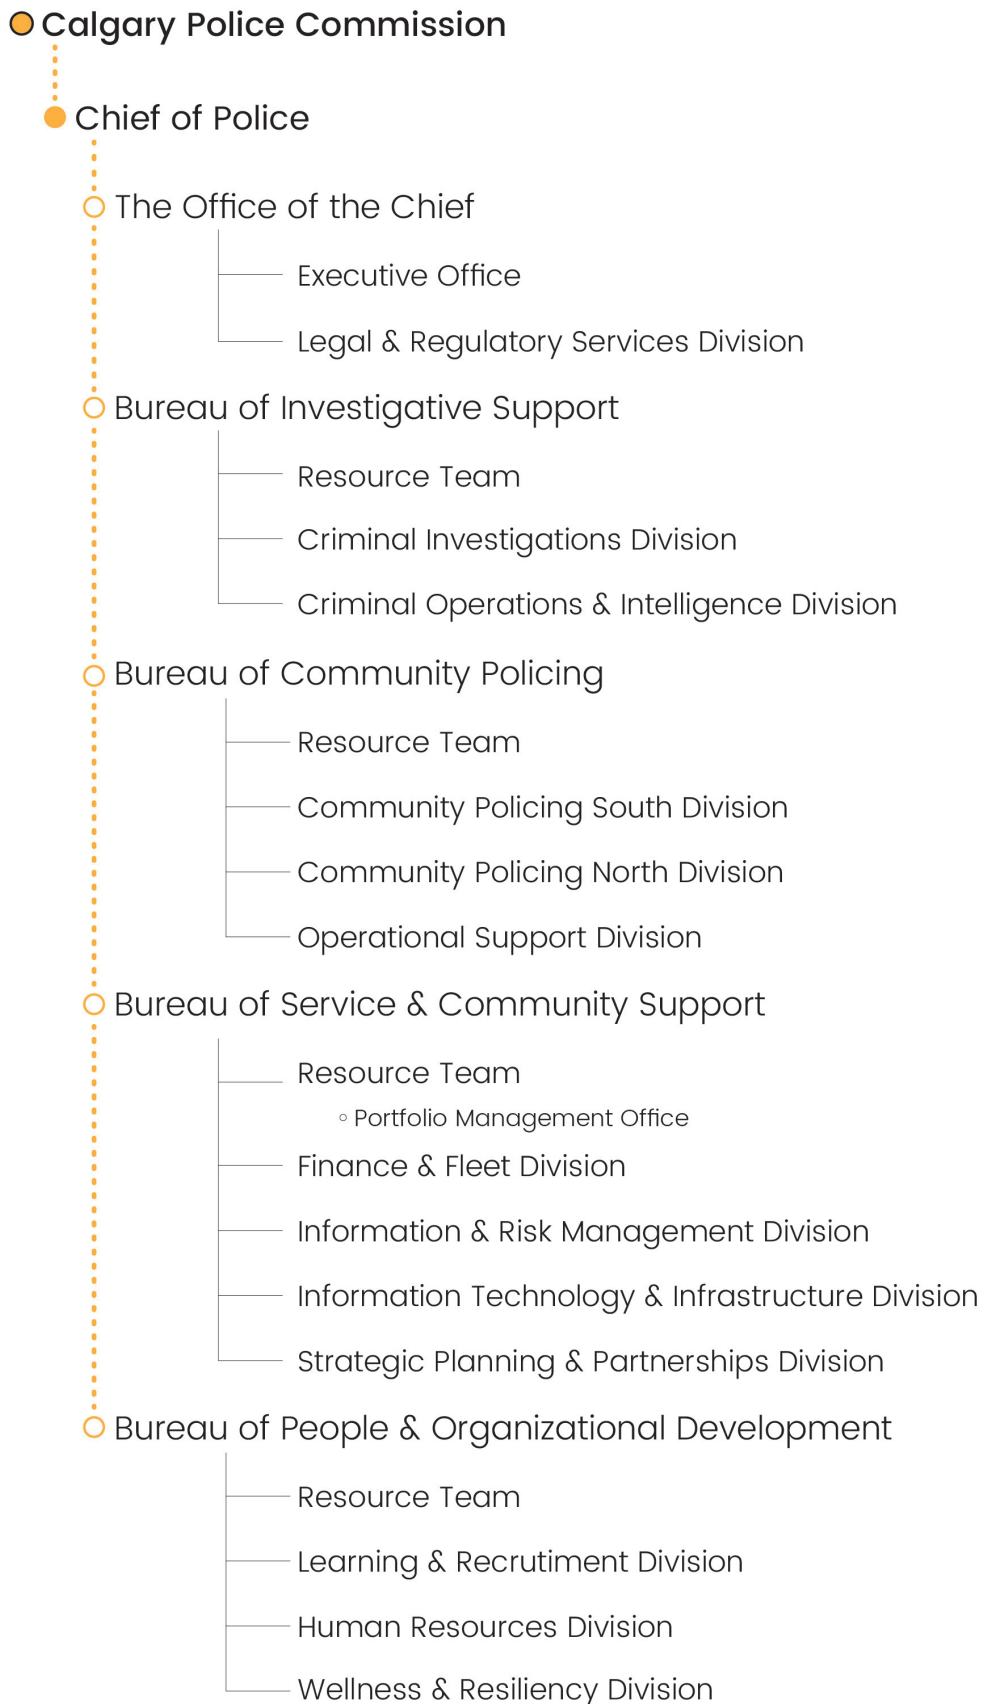 Calgary Police Commission
Chief of Police
The Office of the Chief
Executive Office
Legal & Regulatory Services Division
Bureau of Investigative Support
Resource Team
Criminal Investigations Division
Criminal Operations & Intelligence Division
Bureau of Community Policing
Resource Team
Community Policing South Division
Community Policing North Division
Operational Support Division
Bureau of Service & Community Support
Resource Team
Portfolio Management Office
Finance & Fleet Division
Information & Risk Management Division
Information Technology & Infrastructure Division
Strategic Planning & Partnerships Division
Bureau of People & Organizational Development
Resource Team
Learning & Recrutiment Division
Human Resources Division
Wellness & Resiliency Division